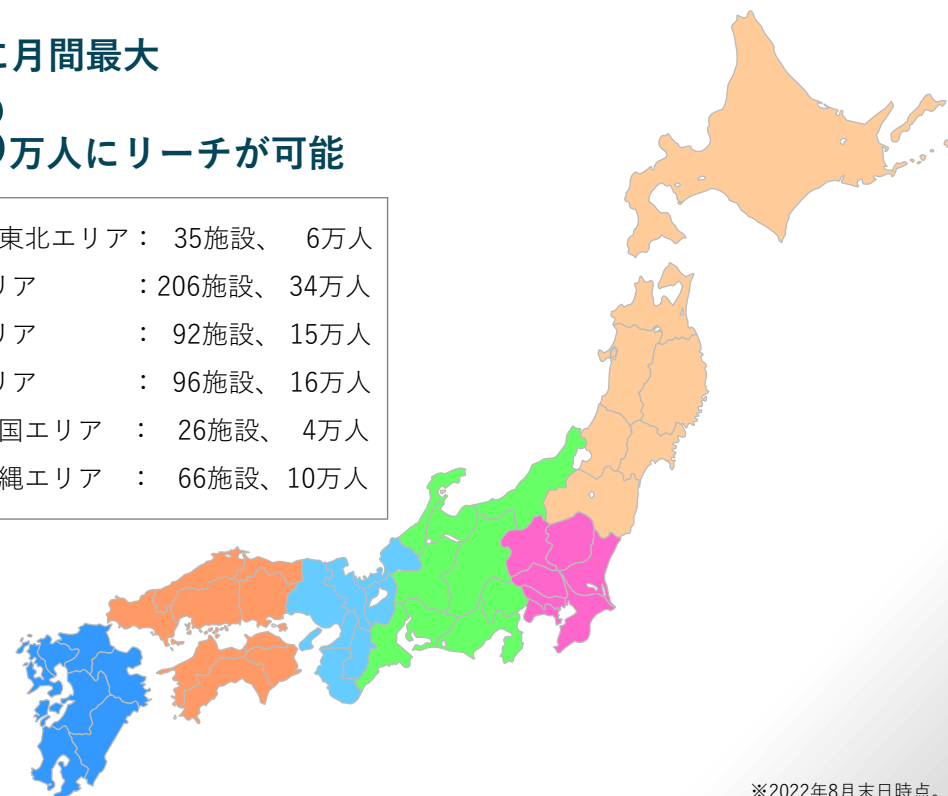 に月間最大
万人にリーチが可能
東北エリア： 35施設、 6万人
リア ：206施設、 34万人
リア ： 92施設、 15万人
リア ： 96施設、 16万人
国エリア ： 26施設、 4万人
縄エリア ： 66施設、10万人
※2022年8月末日時点。